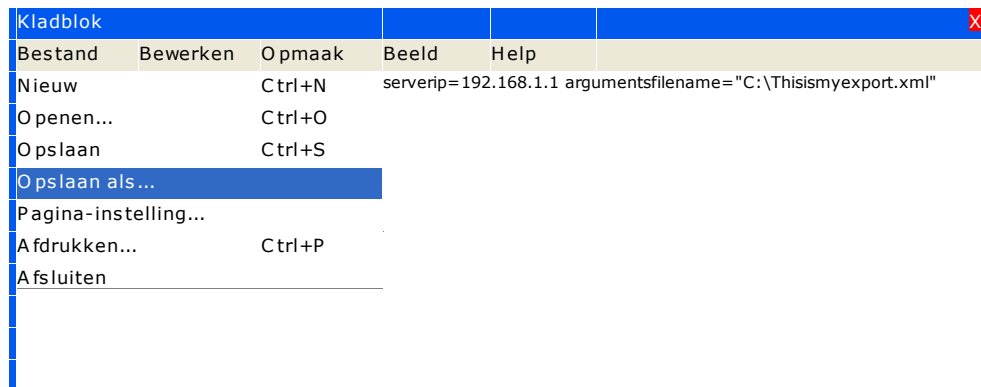 Kladblok X
Bestand Bewerken Opmaak Beeld Help
Nieuw Ctrl+N serverip=192.168.1.1 argumentsfilename="C:\Thisismyexport.xml"
Openen... Ctrl+O
Opslaan Ctrl+S
Opslaan als...
Pagina-instelling...
Afdrukken... Ctrl+P
Afsluiten